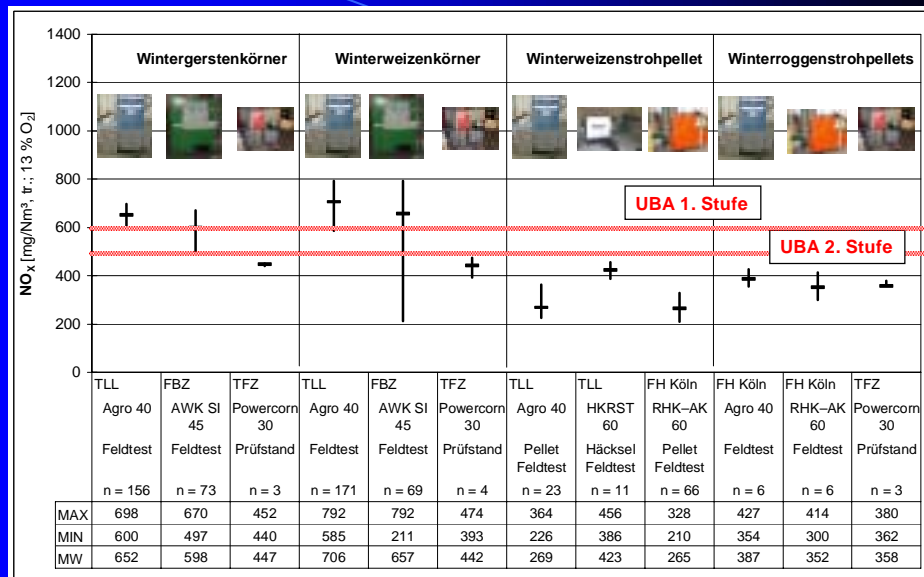 1400
1200
1000
800
600
400
200
0
NOX [mg/Nm³, tr.; 13 % O2]
Wintergerstenkörner Winterweizenkörner Winterweizenstrohpellet Winterroggenstrohpellets
UBA 1. Stufe
UBA 2. Stufe
TLL FBZ TFZ TLL FBZ TFZ TLL TLL FH Köln FH Köln FH Köln TFZ
Agro 40 AWK SI 45 Powercorn 30 Agro 40 AWK SI 45 Powercorn 30 Agro 40 HKRST 60 RHK–AK 60 Agro 40 RHK–AK 60 Powercorn 30
Feldtest Feldtest Prüfstand Feldtest Feldtest Prüfstand Pellet Feldtest Häcksel Feldtest Pellet Feldtest Feldtest Feldtest Prüfstand
n = 156 n = 73 n = 3 n = 171 n = 69 n = 4 n = 23 n = 11 n = 66 n = 6 n = 6 n = 3
MAX 698 670 452 792 792 474 364 456 328 427 414 380
MIN 600 497 440 585 211 393 226 386 210 354 300 362
MW 652 598 447 706 657 442 269 423 265 387 352 358